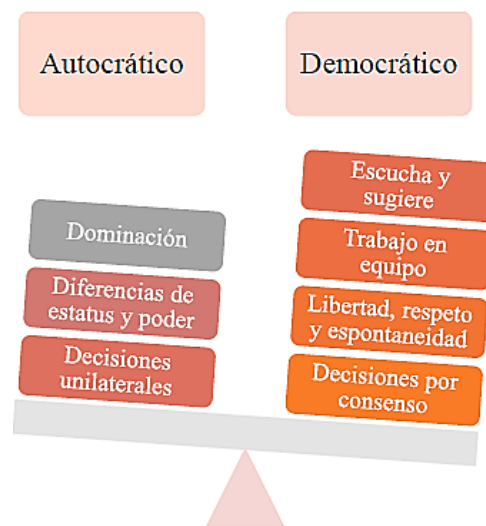 Autocrático
Democrático
Dominación
Diferencias de
estatus y poder
Decisiones
unilaterales
Escucha y
sugiere
Trabajo en
equipo
Libertad, respeto
y espontaneidad
Decisiones por
consenso